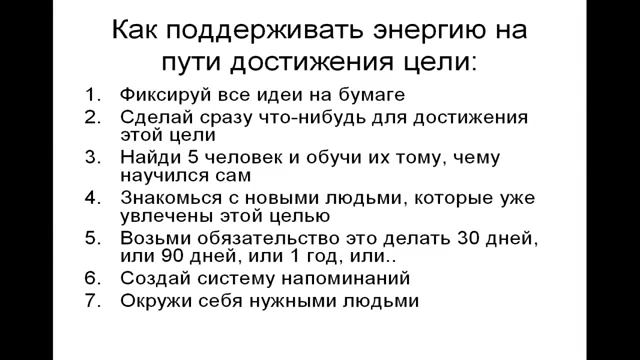 Как поддерживать энергию на
пути достижения цели:
1. Фиксируй все идеи на бумаге
2. Сделай сразу что-нибудь для достижения
этой цели
3. Найди 5 человек и обучи их тому, чему
научился сам
4. Знакомься с новыми людьми, которые уже
увлечены этой целью
5. Возьми обязательство это делать 30 дней,
или 90 дней, или 1 год, или..
6. Создай систему напоминаний
7. Окружи себя нужными людьми